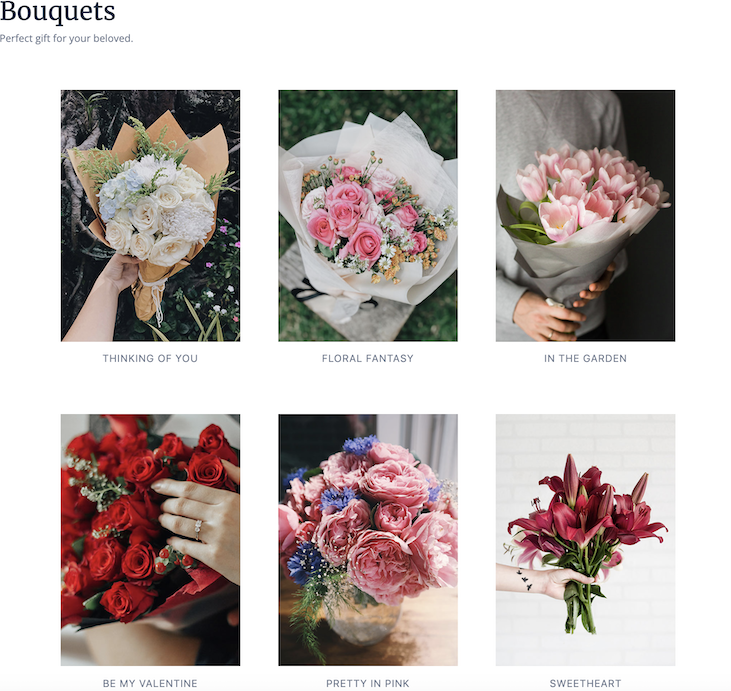 Bouquets
Perfect gift for your beloved.
THINKING OF YOU
FLORAL FANTASY
IN THE GARDEN
BE MY VALENTINE
PRETTY IN PINK
SWEETHEART